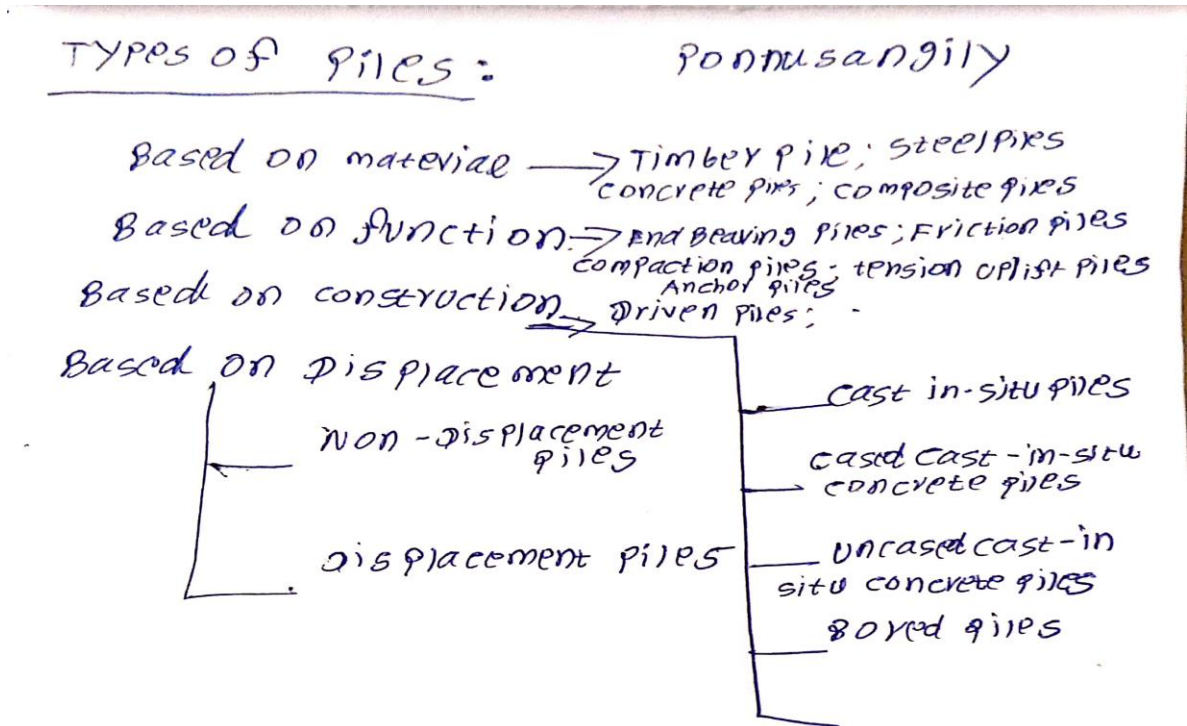 Types of Piles: Ponnusangily
Based on material → Timber pile; Steel Piles
concrete piles; composite piles
Based on function → End Bearing Piles; Friction piles
compaction piles; tension uplift piles
Anchor piles
Based on construction → Driven Piles;
Based on Displacement
cast in-situ piles
Non-Displacement
piles
cased cast-in-situ
concrete piles
Displacement piles
Uncased cast-in
situ concrete piles
Bored piles